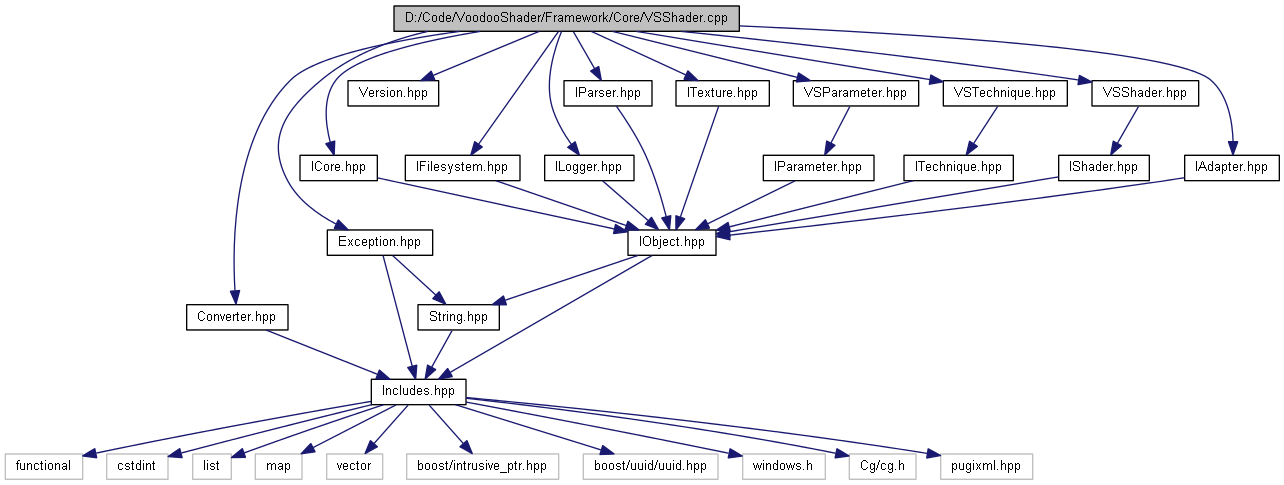 D:/Code/VoodooShader/Framework/Core/VSShader.cpp
Version.hpp
IParser.hpp
ITexture.hpp
VSParameter.hpp
VSTechnique.hpp
VSShader.hpp
ICore.hpp
IFilesystem.hpp
ILogger.hpp
IParameter.hpp
ITechnique.hpp
IShader.hpp
IAdapter.hpp
Exception.hpp
IObject.hpp
Converter.hpp
String.hpp
Includes.hpp
functional
cstdint
list
map
vector
boost/intrusive_ptr.hpp
boost/uuid/uuid.hpp
windows.h
Cg/cg.h
pugixml.hpp